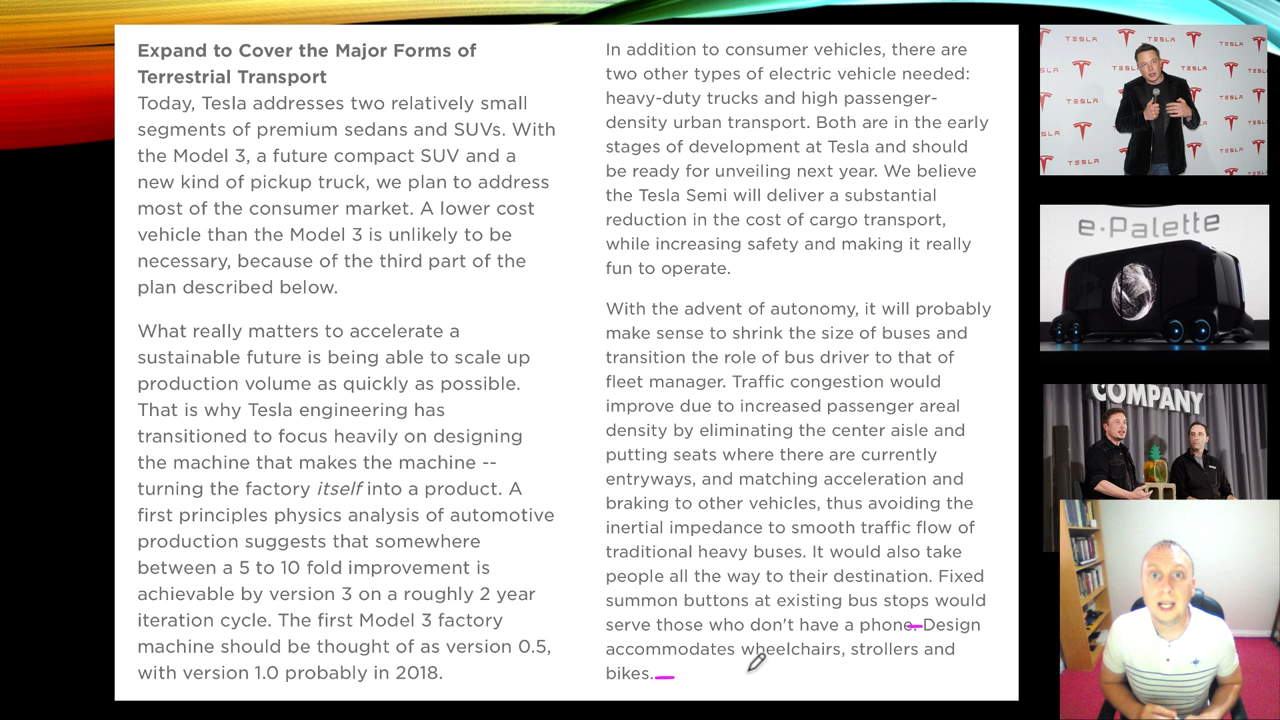 Expand to Cover the Major Forms of
Terrestrial Transport
Today, Tesla addresses two relatively small
segments of premium sedans and SUVs. With
the Model 3, a future compact SUV and a
new kind of pickup truck, we plan to address
most of the consumer market. A lower cost
vehicle than the Model 3 is unlikely to be
necessary, because of the third part of the
plan described below.
What really matters to accelerate a
sustainable future is being able to scale up
production volume as quickly as possible.
That is why Tesla engineering has
transitioned to focus heavily on designing
the machine that makes the machine --
turning the factory itself into a product. A
first principles physics analysis of automotive
production suggests that somewhere
between a 5 to 10 fold improvement is
achievable by version 3 on a roughly 2 year
iteration cycle. The first Model 3 factory
machine should be thought of as version 0.5,
with version 1.0 probably in 2018.
In addition to consumer vehicles, there are
two other types of electric vehicle needed:
heavy-duty trucks and high passenger-
density urban transport. Both are in the early
stages of development at Tesla and should
be ready for unveiling next year. We believe
the Tesla Semi will deliver a substantial
reduction in the cost of cargo transport,
while increasing safety and making it really
fun to operate.
With the advent of autonomy, it will probably
make sense to shrink the size of buses and
transition the role of bus driver to that of
fleet manager. Traffic congestion would
improve due to increased passenger areal
density by eliminating the center aisle and
putting seats where there are currently
entryways, and matching acceleration and
braking to other vehicles, thus avoiding the
inertial impedance to smooth traffic flow of
traditional heavy buses. It would also take
people all the way to their destination. Fixed
summon buttons at existing bus stops would
serve those who don't have a phone. Design
accommodates wheelchairs, strollers and
bikes.
TESLA
e-Palette
COMPANY